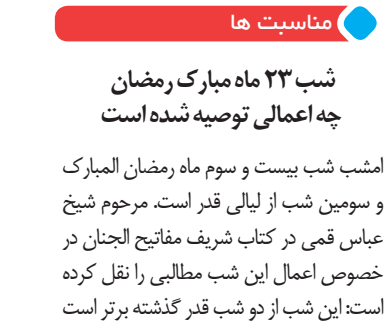 مناسبت ها
شب ۲۳ ماه مبارک رمضان
چه اعمالی توصیه شده است
امشب شب بیست و سوم ماه رمضان المبارک
و سومین شب از لیالی قدر است. مرحوم شیخ
عباس قمی در کتاب شریف مفاتیح الجنان در
خصوص اعمال این شب مطالبی را نقل کرده
است: این شب از دو شب قدر گذشته برتر است